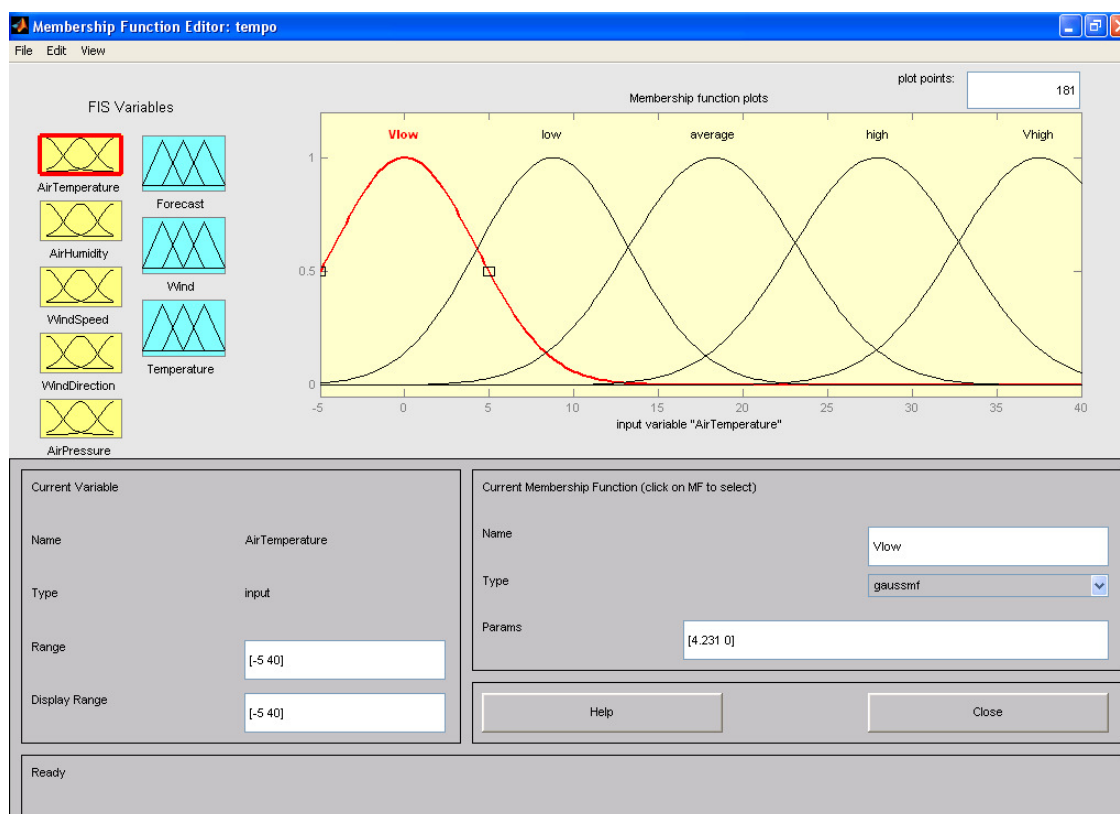 Membership Function Editor: tempo
File Edit View
FIS Variables
AirTemperature
AirHumidity
WindSpeed
WindDirection
AirPressure
Forecast
Wind
Temperature
plot points:
181
Membership function plots
Vlow low average high Vhigh
1
0.5
0
-5 0 5 10 15 20 25 30 35 40
input variable "AirTemperature"
Current Variable
Name AirTemperature
Type input
Range [-5 40]
Display Range [-5 40]
Current Membership Function (click on MF to select)
Name Vlow
Type gaussmf
Params [4.231 0]
Help Close
Ready